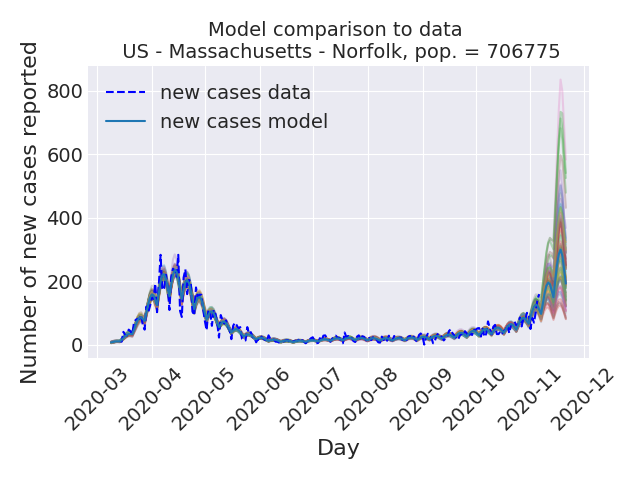 Model comparison to data
US - Massachusetts - Norfolk, pop. = 706775
Number of new cases reported
800
600
400
200
0
new cases data
new cases model
2020-03
2020-04
2020-05
2020-06
2020-07
2020-08
2020-09
2020-10
2020-11
2020-12
Day